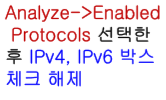 Analyze->Enabled
Protocols 선택한
후 IPv4, IPv6 박스
체크 해제